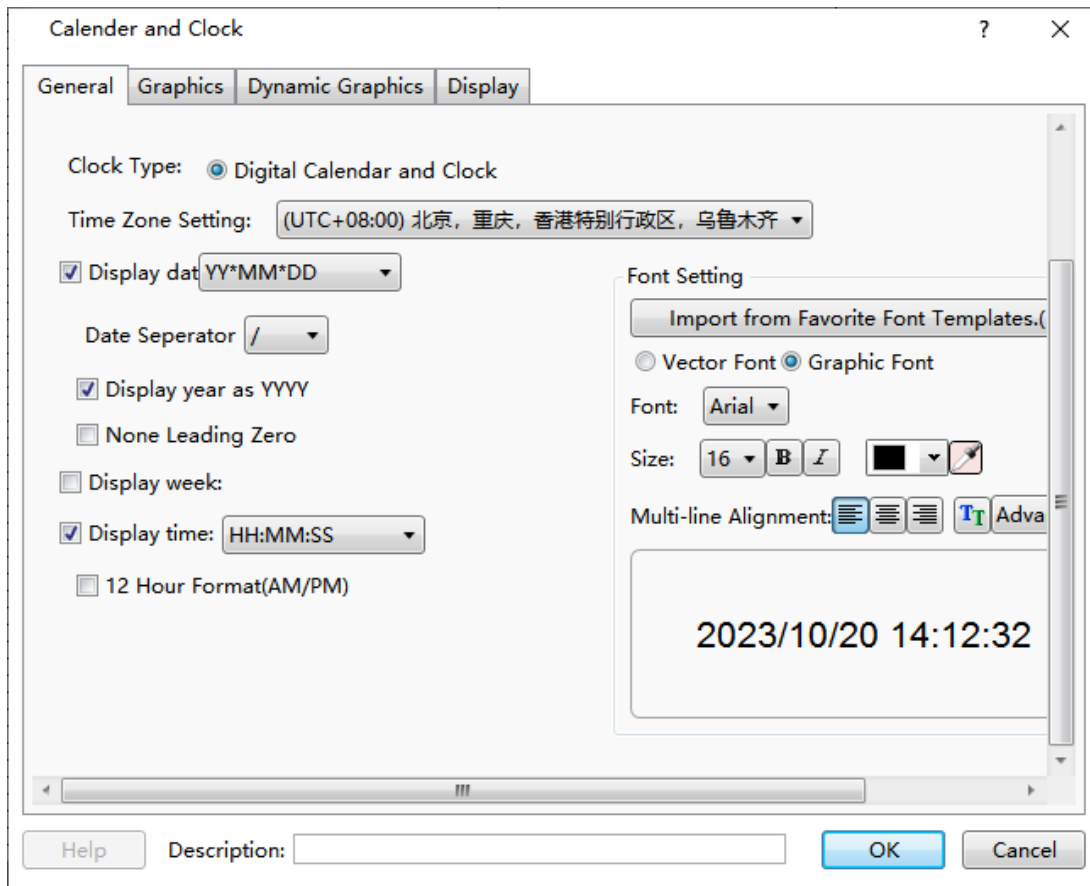 Calender and Clock
General Graphics Dynamic Graphics Display
Clock Type: Digital Calendar and Clock
Time Zone Setting: (UTC+08:00) 北京，重庆，香港特别行政区，乌鲁木齐
Display dat YY*MM*DD
Date Seperator /
Display year as YYYY
None Leading Zero
Display week:
Display time: HH:MM:SS
12 Hour Format(AM/PM)
Font Setting
Import from Favorite Font Templates.(
Vector Font Graphic Font
Font: Arial
Size: 16 B I
Multi-line Alignment: TT Adva
2023/10/20 14:12:32
Help Description: OK Cancel